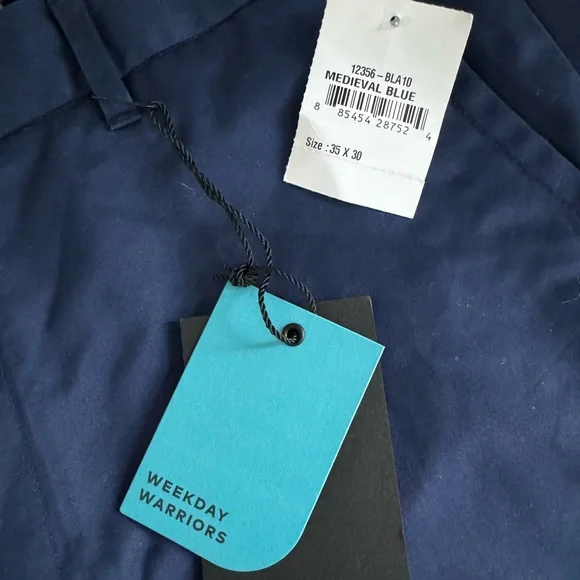 12356-BLA10
MEDIEVAL BLUE
8 85454 28752 4
Size : 35 X 30
WEEKDAY
WARRIORS